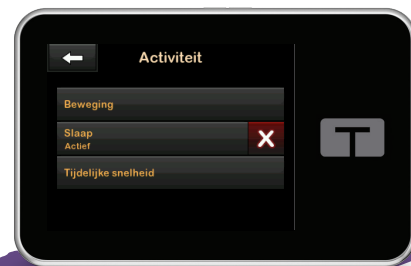 Activiteit
Beweging
Slaap
Actief
Tijdelijke snelheid
T